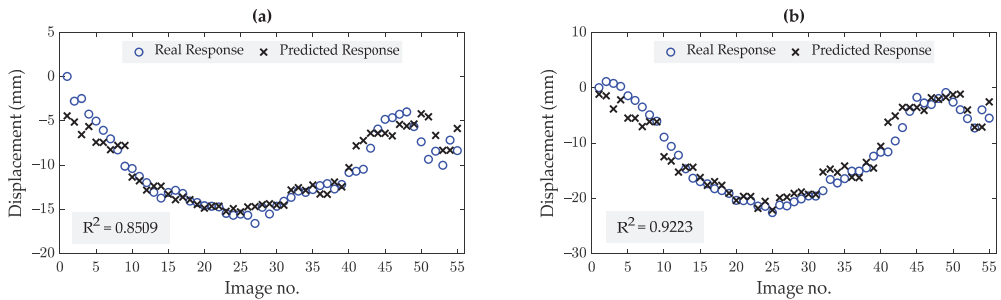 (a)
Real Response Predicted Response
5
0
−5
−10
−15
−20
Displacement (mm)
R² = 0.8509
0 5 10 15 20 25 30 35 40 45 50 55
Image no.
(b)
Real Response Predicted Response
10
0
−10
−20
−30
Displacement (mm)
R² = 0.9223
0 5 10 15 20 25 30 35 40 45 50 55
Image no.